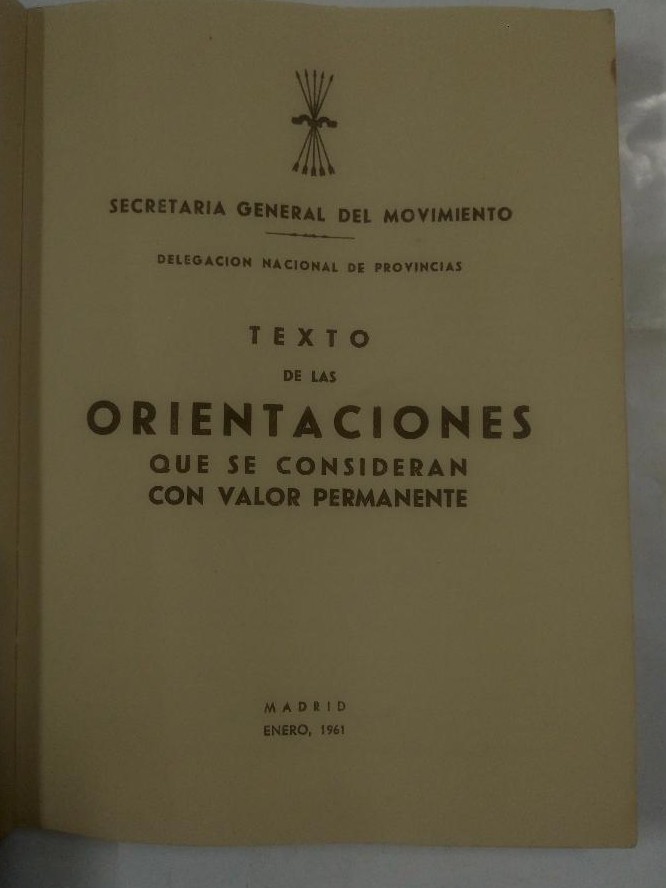 SECRETARIA GENERAL DEL MOVIMIENTO
DELEGACION NACIONAL DE PROVINCIAS
TEXTO
DE LAS
ORIENTACIONES
QUE SE CONSIDERAN
CON VALOR PERMANENTE
MADRID
ENERO, 1961